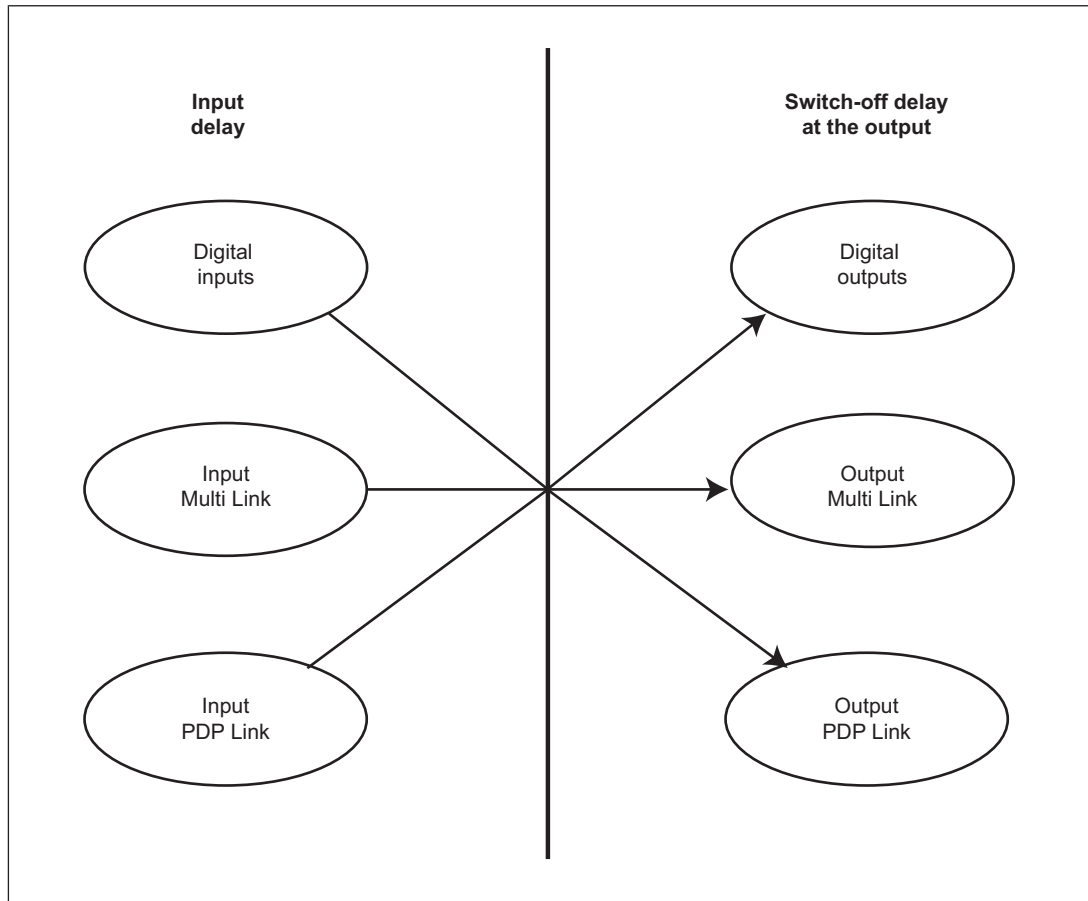 Input
delay
Switch-off delay
at the output
Digital
inputs
Digital
outputs
Input
Multi Link
Output
Multi Link
Input
PDP Link
Output
PDP Link